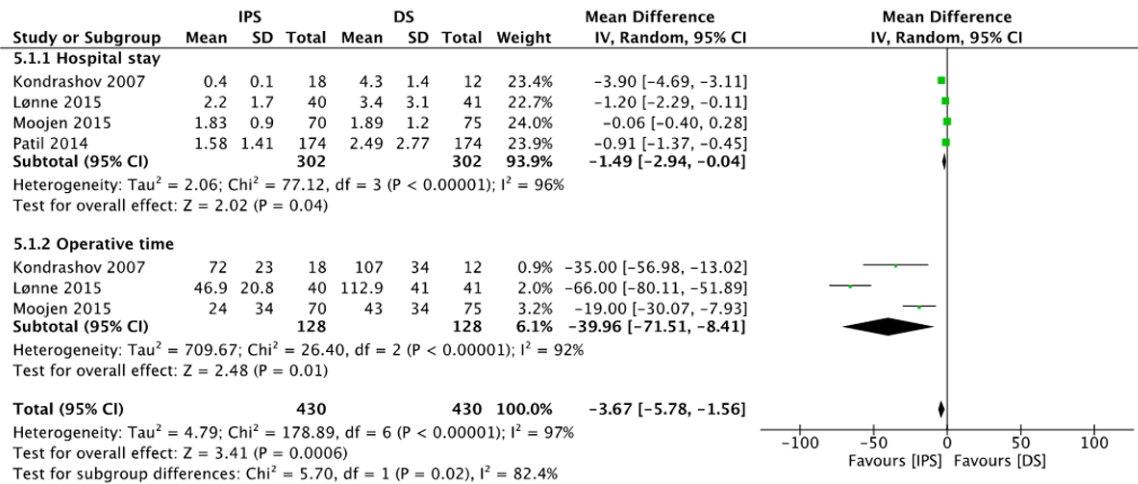 IPS DS Mean Difference Mean Difference
Study or Subgroup Mean SD Total Mean SD Total Weight IV, Random, 95% CI IV, Random, 95% CI
5.1.1 Hospital stay
Kondrashov 2007 0.4 0.1 18 4.3 1.4 12 23.4% −3.90 [−4.69, −3.11]
Lønne 2015 2.2 1.7 40 3.4 3.1 41 22.7% −1.20 [−2.29, −0.11]
Moojen 2015 1.83 0.9 70 1.89 1.2 75 24.0% −0.06 [−0.40, 0.28]
Patil 2014 1.58 1.41 174 2.49 2.77 174 23.9% −0.91 [−1.37, −0.45]
Subtotal (95% CI) 302 302 93.9% −1.49 [−2.94, −0.04]
Heterogeneity: Tau² = 2.06; Chi² = 77.12, df = 3 (P < 0.00001); I² = 96%
Test for overall effect: Z = 2.02 (P = 0.04)
5.1.2 Operative time
Kondrashov 2007 72 23 18 107 34 12 0.9% −35.00 [−56.98, −13.02]
Lønne 2015 46.9 20.8 40 112.9 41 41 2.0% −66.00 [−80.11, −51.89]
Moojen 2015 24 34 70 43 34 75 3.2% −19.00 [−30.07, −7.93]
Subtotal (95% CI) 128 128 6.1% −39.96 [−71.51, −8.41]
Heterogeneity: Tau² = 709.67; Chi² = 26.40, df = 2 (P < 0.00001); I² = 92%
Test for overall effect: Z = 2.48 (P = 0.01)
Total (95% CI) 430 430 100.0% −3.67 [−5.78, −1.56]
Heterogeneity: Tau² = 4.79; Chi² = 178.89, df = 6 (P < 0.00001); I² = 97%
Test for overall effect: Z = 3.41 (P = 0.0006)
Test for subgroup differences: Chi² = 5.70, df = 1 (P = 0.02), I² = 82.4%
−100 −50 0 50 100
Favours [IPS] Favours [DS]